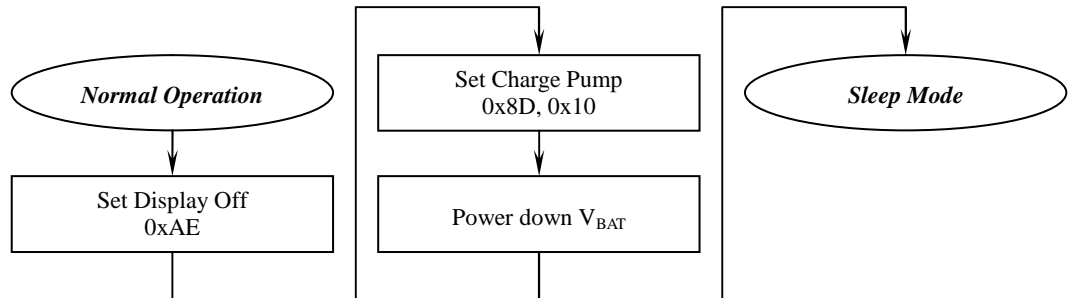 Normal Operation
Set Display Off
0xAE
Set Charge Pump
0x8D, 0x10
Power down VBAT
Sleep Mode